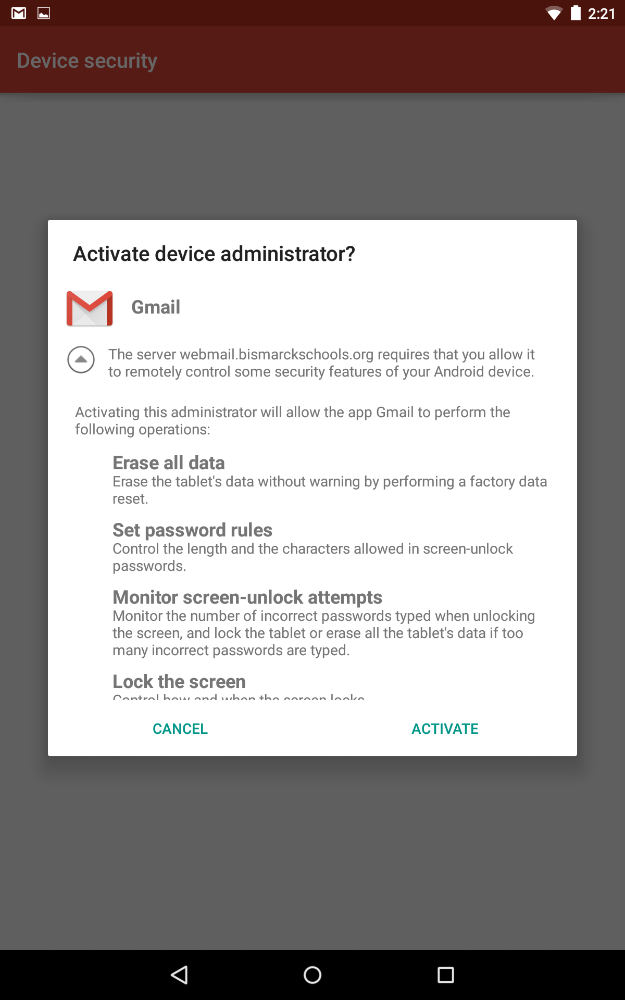 2:21
Device security
Activate device administrator?
Gmail
The server webmail.bismarckschools.org requires that you allow it
to remotely control some security features of your Android device.
Activating this administrator will allow the app Gmail to perform the
following operations:
Erase all data
Erase the tablet's data without warning by performing a factory data
reset.
Set password rules
Control the length and the characters allowed in screen-unlock
passwords.
Monitor screen-unlock attempts
Monitor the number of incorrect passwords typed when unlocking
the screen, and lock the tablet or erase all the tablet's data if too
many incorrect passwords are typed.
Lock the screen
Control how and when the screen locks.
CANCEL
ACTIVATE